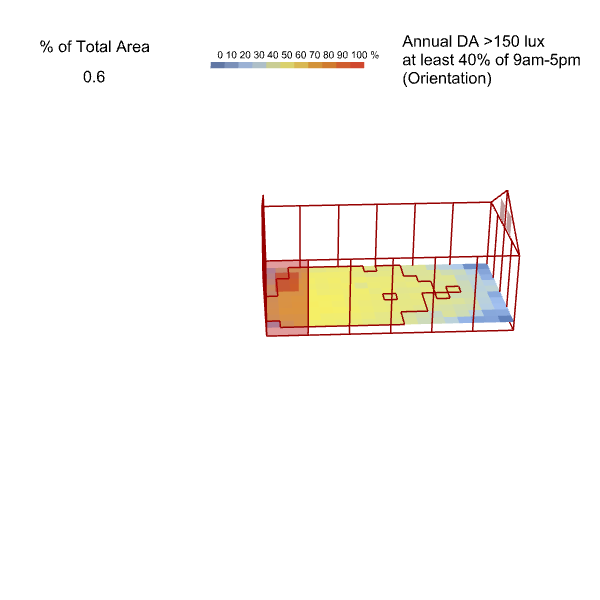 % of Total Area
0.6
0 10 20 30 40 50 60 70 80 90 100 %
Annual DA >150 lux
at least 40% of 9am-5pm
(Orientation)